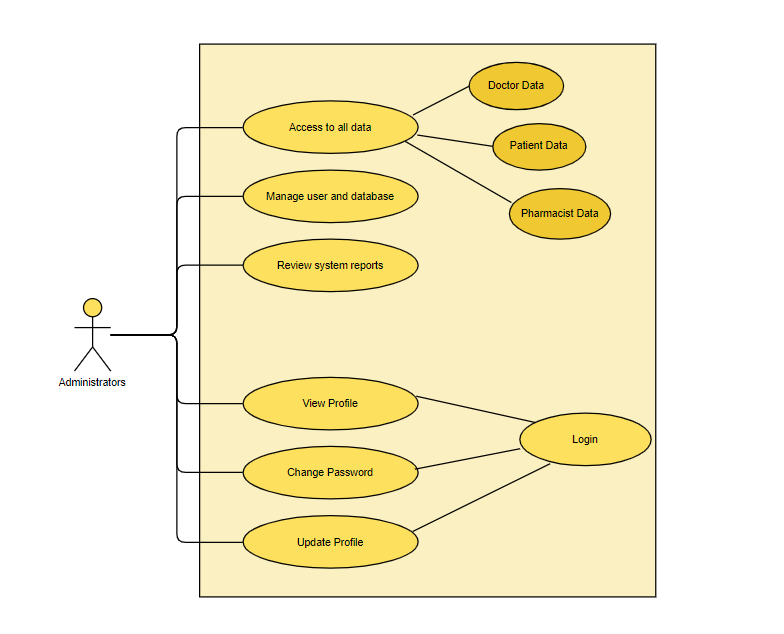 Doctor Data
Access to all data
Patient Data
Manage user and database
Pharmacist Data
Review system reports
Administrators
View Profile
Login
Change Password
Update Profile